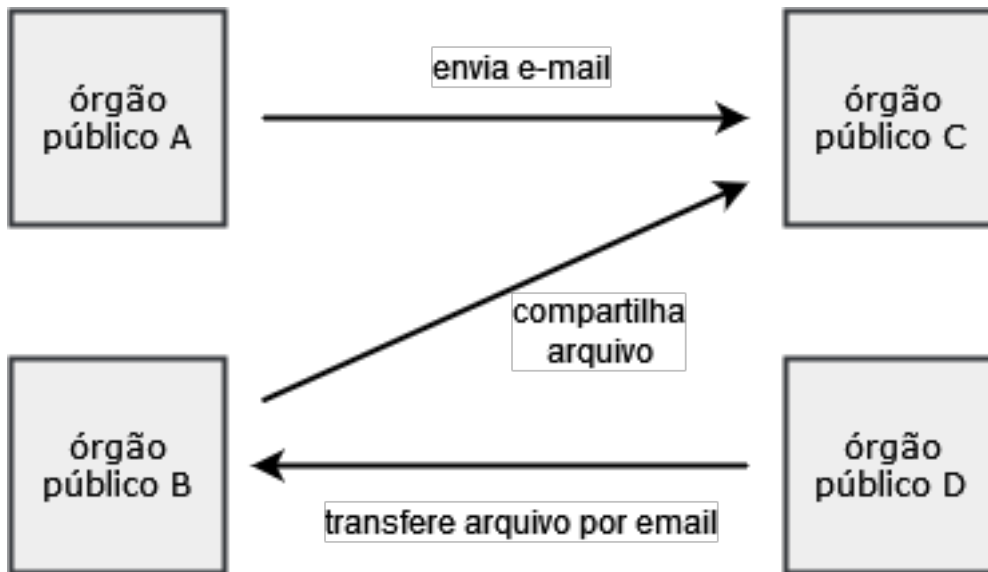 órgão
público A
envia e-mail
órgão
público C
compartilha
arquivo
órgão
público B
transfere arquivo por email
órgão
público D